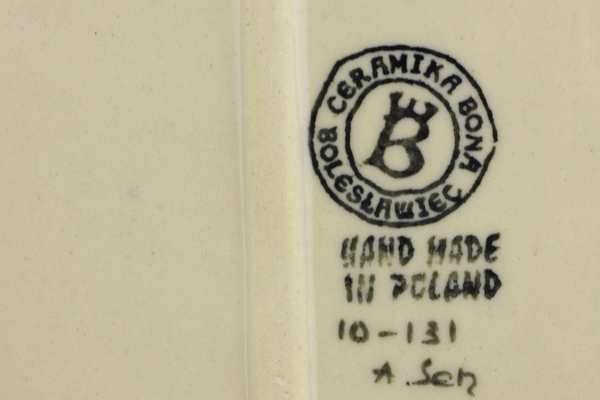 CERAMIKA BONA
BOLESŁAWIEC
B
HAND MADE
IN POLAND
10-131
A.Sen